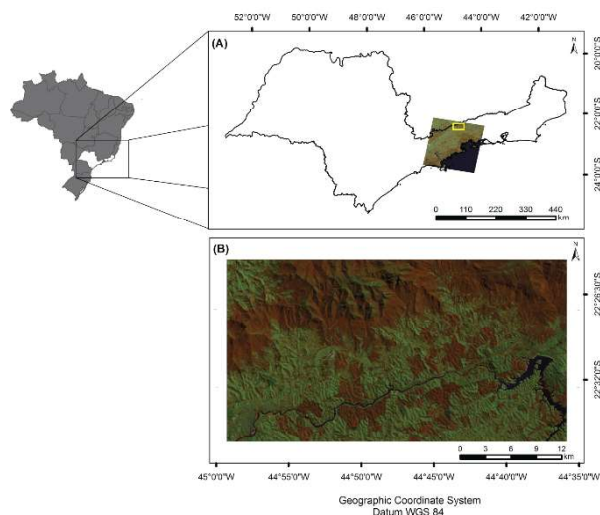 52°0'0"W 50°0'0"W 48°0'0"W 46°0'0"W 44°0'0"W 42°0'0"W
(A)
N
20°0'0"S
22°0'0"S
24°0'0"S
0 110 220 330 440
km
(B)
N
22°26'30"S
22°32'0"S
0 3 6 9 12
km
45°0'0"W 44°55'0"W 44°50'0"W 44°45'0"W 44°40'0"W 44°35'0"W
Geographic Coordinate System
Datum WGS 84